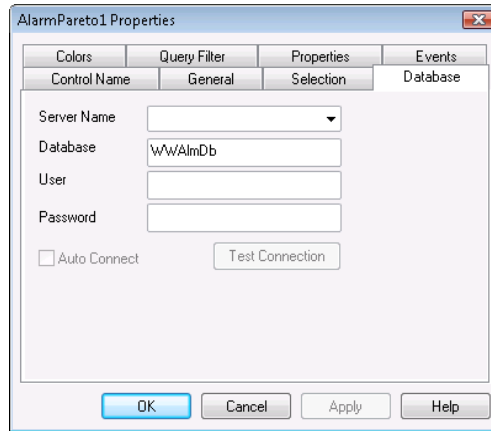 AlarmPareto1 Properties
Colors Query Filter Properties Events
Control Name General Selection Database
Server Name
Database WWAlmDb
User
Password
Auto Connect Test Connection
OK Cancel Apply Help